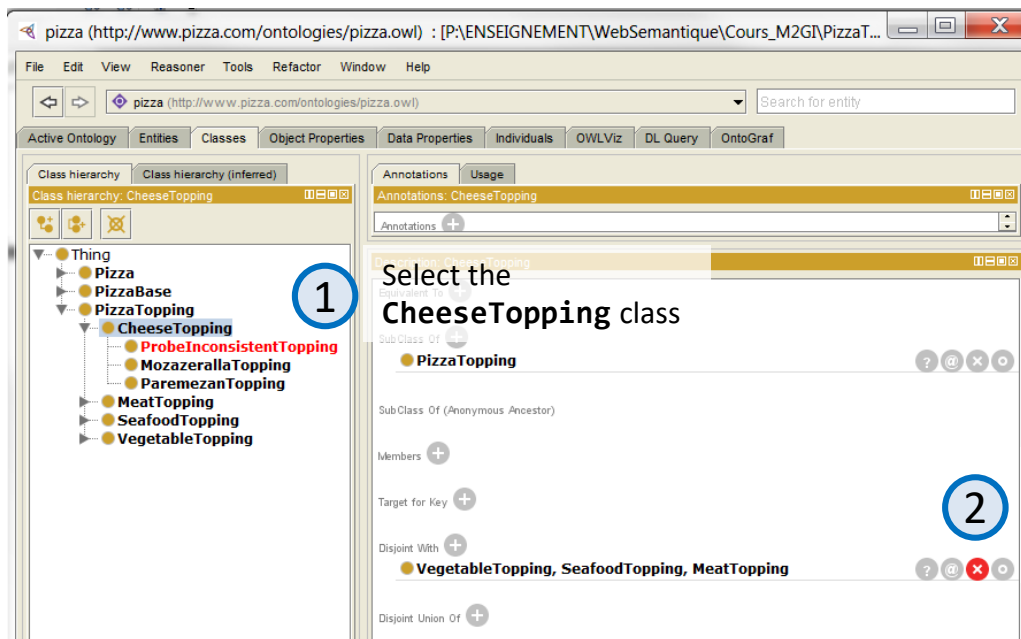 pizza (http://www.pizza.com/ontologies/pizza.owl) : [P:\ENSEIGNEMENT\WebSemantique\Cours_M2GI\PizzaT...
File Edit View Reasoner Tools Refactor Window Help
pizza (http://www.pizza.com/ontologies/pizza.owl)
Search for entity
Active Ontology Entities Classes Object Properties Data Properties Individuals OWLViz DL Query OntoGraf
Class hierarchy Class hierarchy (inferred)
Class hierarchy: CheeseTopping
Thing
Pizza
PizzaBase
PizzaTopping
CheeseTopping
ProbeInconsistentTopping
MozazerallaTopping
ParemezanTopping
MeatTopping
SeafoodTopping
VegetableTopping
1
Select the
CheeseTopping class
Annotations Usage
Annotations: CheeseTopping
Annotations
Description: CheeseTopping
Equivalent To
SubClass Of
PizzaTopping
SubClass Of (Anonymous Ancestor)
Members
Target for Key
2
Disjoint With
VegetableTopping, SeafoodTopping, MeatTopping
Disjoint Union Of